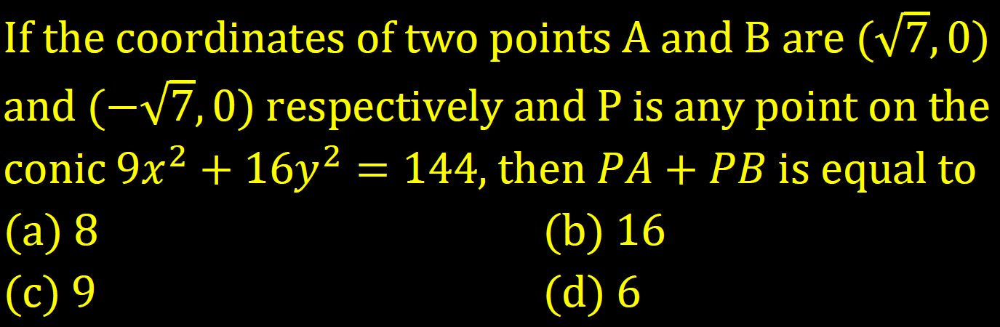 If the coordinates of two points A and B are (√7, 0)
and (−√7, 0) respectively and P is any point on the
conic 9x² + 16y² = 144, then PA + PB is equal to
(a) 8 (b) 16
(c) 9 (d) 6